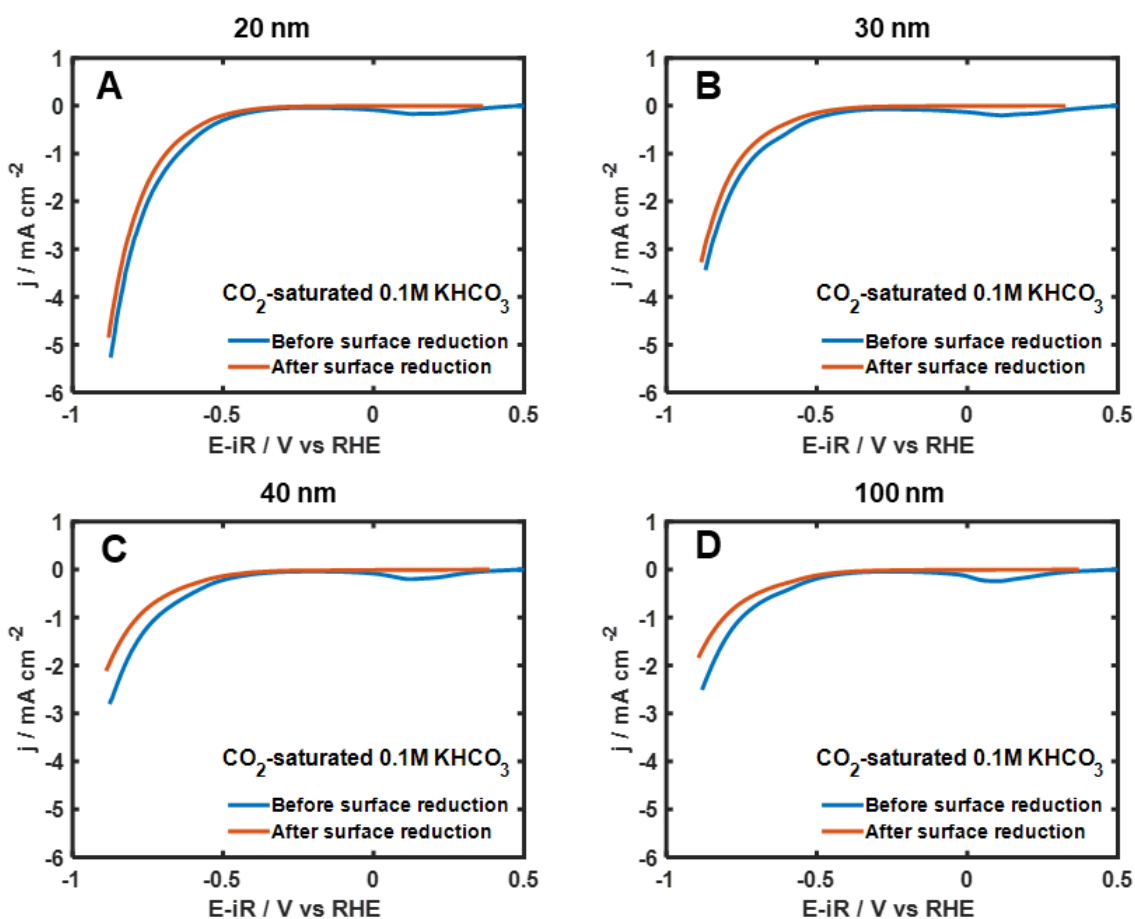 20 nm
A
1
0
-1
-2
-3
-4
-5
-6
j / mA cm⁻²
CO₂-saturated 0.1M KHCO₃
Before surface reduction
After surface reduction
-1 -0.5 0 0.5
E-iR / V vs RHE
30 nm
B
1
0
-1
-2
-3
-4
-5
-6
j / mA cm⁻²
CO₂-saturated 0.1M KHCO₃
Before surface reduction
After surface reduction
-1 -0.5 0 0.5
E-iR / V vs RHE
40 nm
C
1
0
-1
-2
-3
-4
-5
-6
j / mA cm⁻²
CO₂-saturated 0.1M KHCO₃
Before surface reduction
After surface reduction
-1 -0.5 0 0.5
E-iR / V vs RHE
100 nm
D
1
0
-1
-2
-3
-4
-5
-6
j / mA cm⁻²
CO₂-saturated 0.1M KHCO₃
Before surface reduction
After surface reduction
-1 -0.5 0 0.5
E-iR / V vs RHE